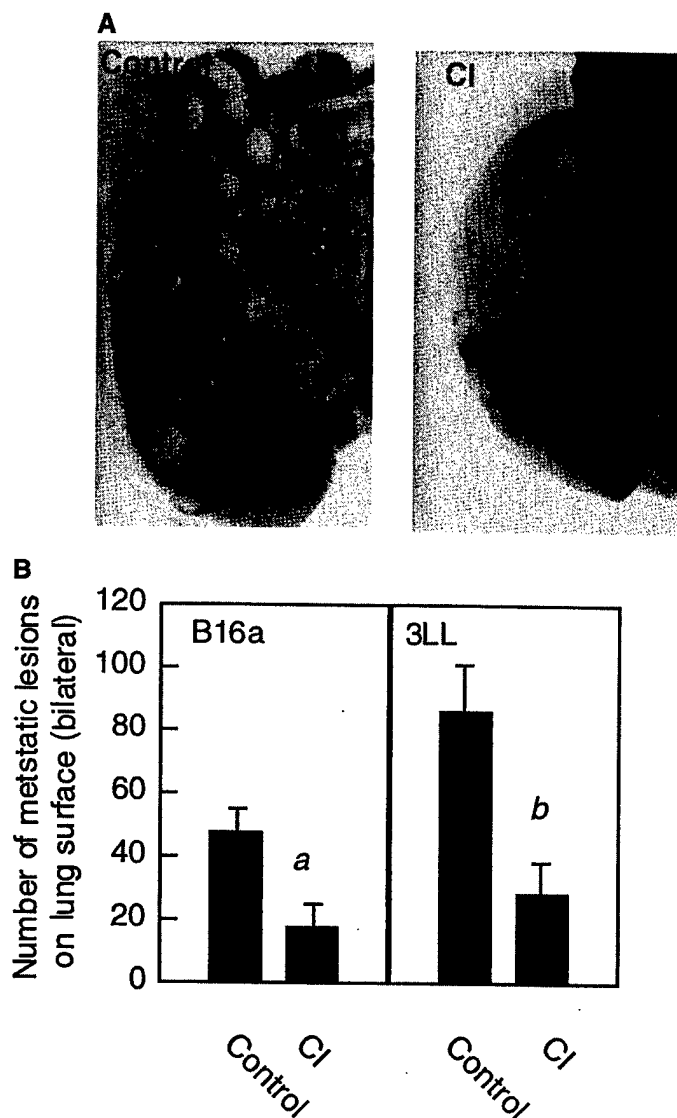 A
Control
CI
B
Number of metstatic lesions
on lung surface (bilateral)
120
100
80
60
40
20
0
B16a
3LL
a
b
Control
CI
Control
CI